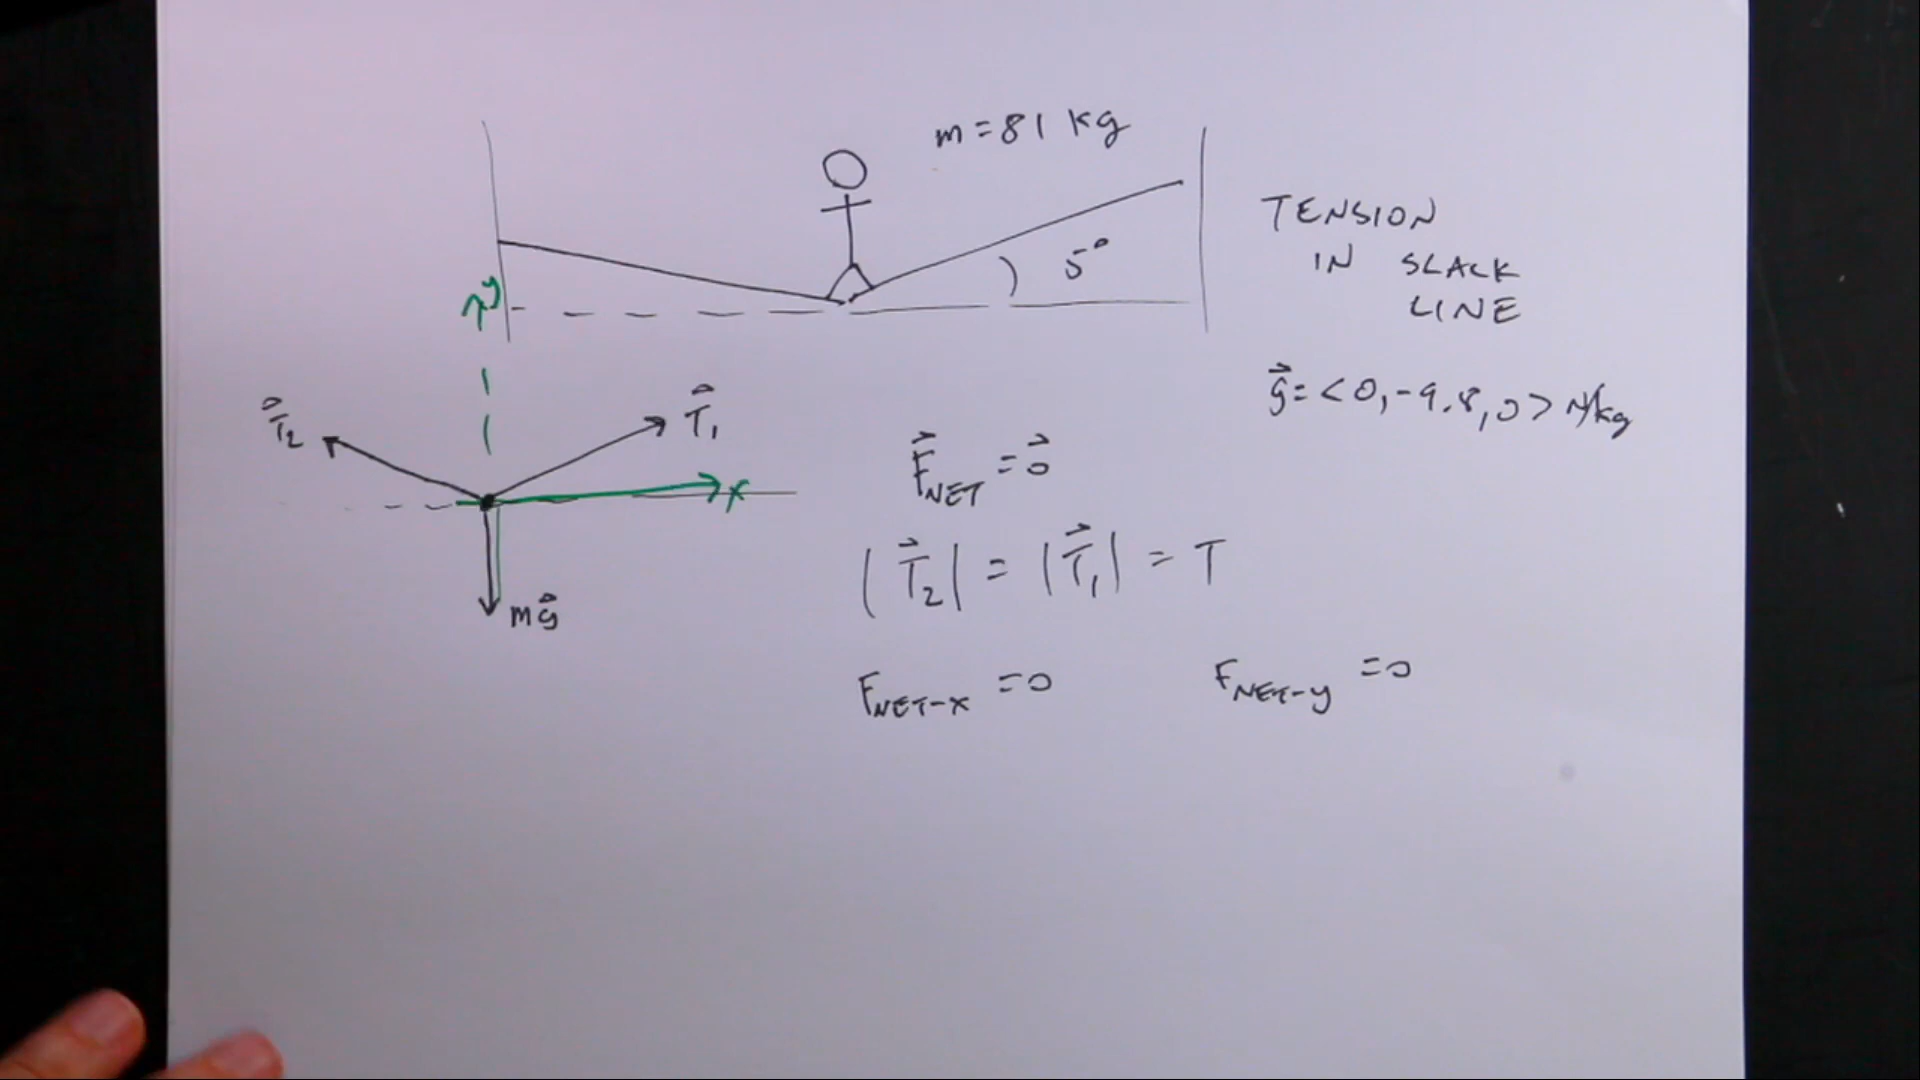 m = 81 kg
5°
TENSION
IN SLACK
LINE
y
g⃗ = <0, -9.8, 0> N/kg
T⃗₂
T⃗₁
x
mg⃗
F⃗NET = 0⃗
|T⃗₂| = |T⃗₁| = T
FNET-x = 0
FNET-y = 0